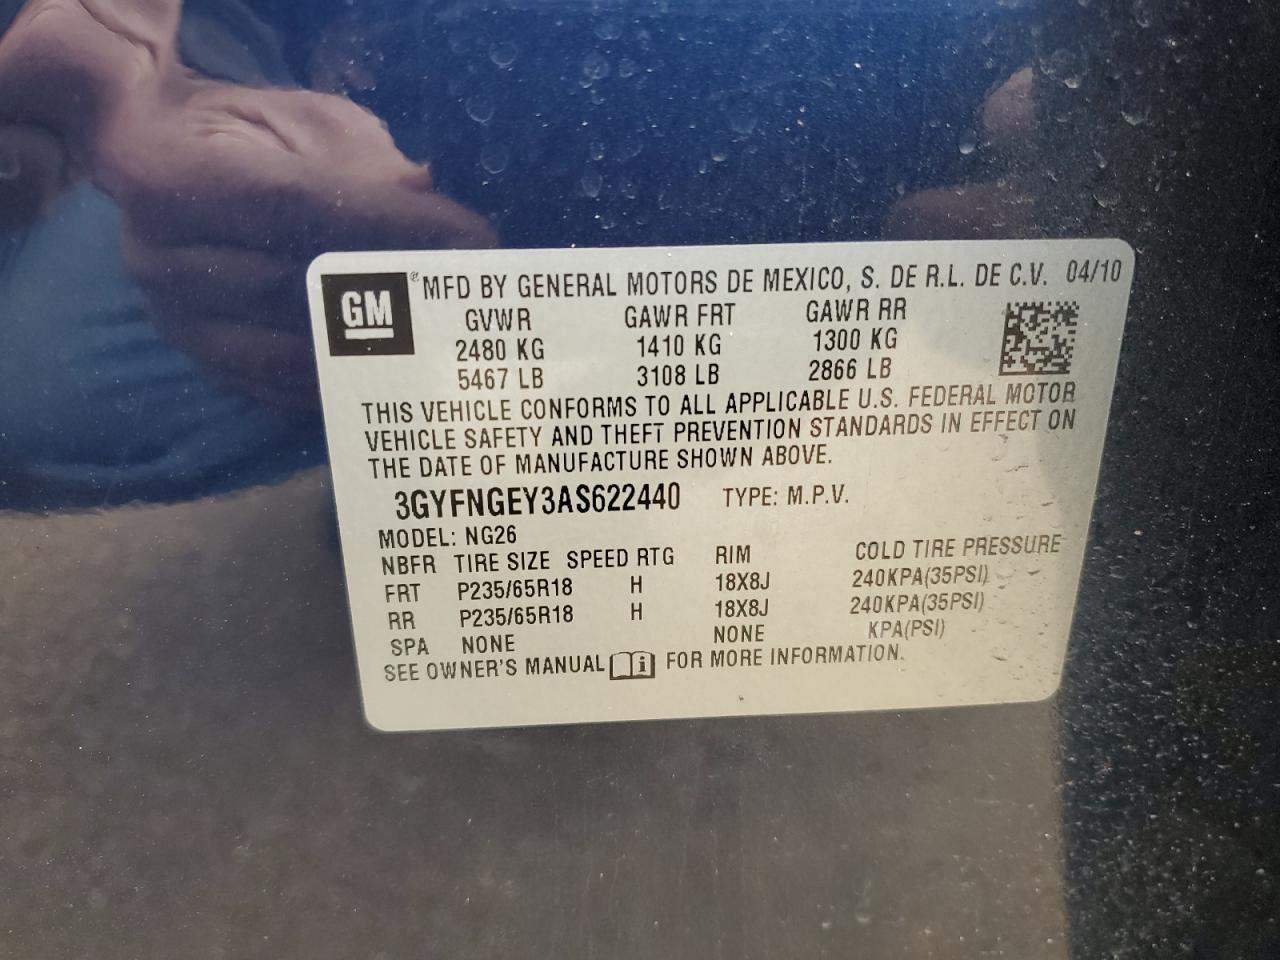 GM ® MFD BY GENERAL MOTORS DE MEXICO, S. DE R.L. DE C.V. 04/10
GVWR GAWR FRT GAWR RR
2480 KG 1410 KG 1300 KG
5467 LB 3108 LB 2866 LB
THIS VEHICLE CONFORMS TO ALL APPLICABLE U.S. FEDERAL MOTOR
VEHICLE SAFETY AND THEFT PREVENTION STANDARDS IN EFFECT ON
THE DATE OF MANUFACTURE SHOWN ABOVE.
3GYFNGEY3AS622440 TYPE: M.P.V.
MODEL: NG26
NBFR TIRE SIZE SPEED RTG RIM COLD TIRE PRESSURE
FRT P235/65R18 H 18X8J 240KPA(35PSI)
RR P235/65R18 H 18X8J 240KPA(35PSI)
SPA NONE NONE KPA(PSI)
SEE OWNER'S MANUAL i FOR MORE INFORMATION.